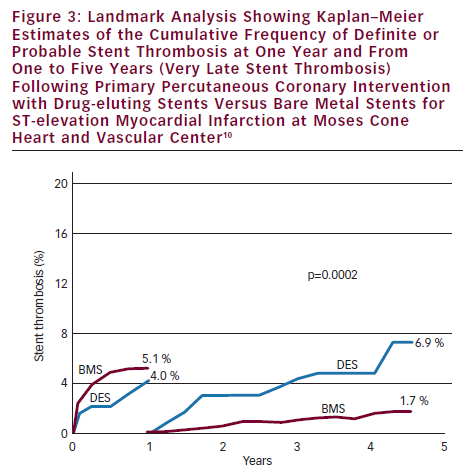 Figure 3: Landmark Analysis Showing Kaplan–Meier
Estimates of the Cumulative Frequency of Definite or
Probable Stent Thrombosis at One Year and From
One to Five Years (Very Late Stent Thrombosis)
Following Primary Percutaneous Coronary Intervention
with Drug-eluting Stents Versus Bare Metal Stents for
ST-elevation Myocardial Infarction at Moses Cone
Heart and Vascular Center¹⁰
20
16
12
8
4
0
Stent thrombosis (%)
p=0.0002
BMS
5.1 %
4.0 %
DES
DES
6.9 %
BMS
1.7 %
0
1
2
3
4
5
Years